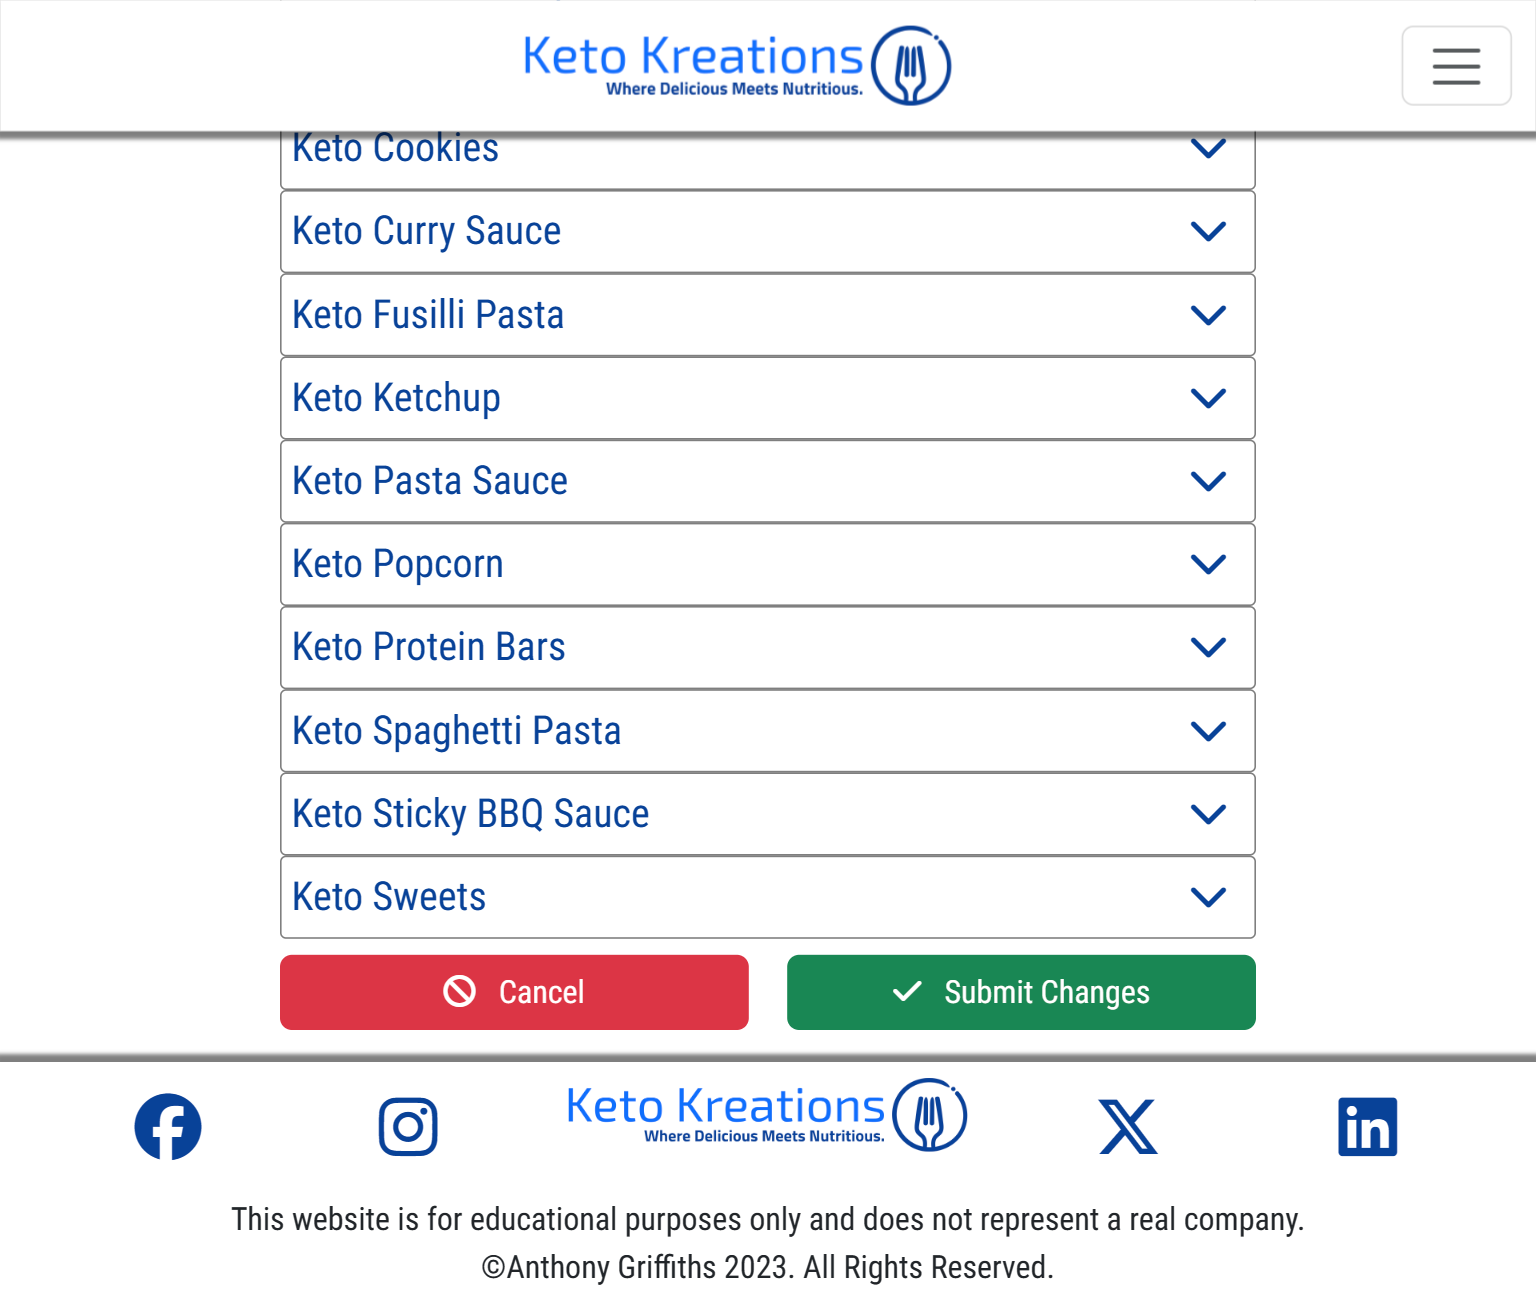 Keto Kreations
Where Delicious Meets Nutritious.
Keto Cookies
Keto Curry Sauce
Keto Fusilli Pasta
Keto Ketchup
Keto Pasta Sauce
Keto Popcorn
Keto Protein Bars
Keto Spaghetti Pasta
Keto Sticky BBQ Sauce
Keto Sweets
Cancel
Submit Changes
Keto Kreations
Where Delicious Meets Nutritious.
This website is for educational purposes only and does not represent a real company.
©Anthony Griffiths 2023. All Rights Reserved.